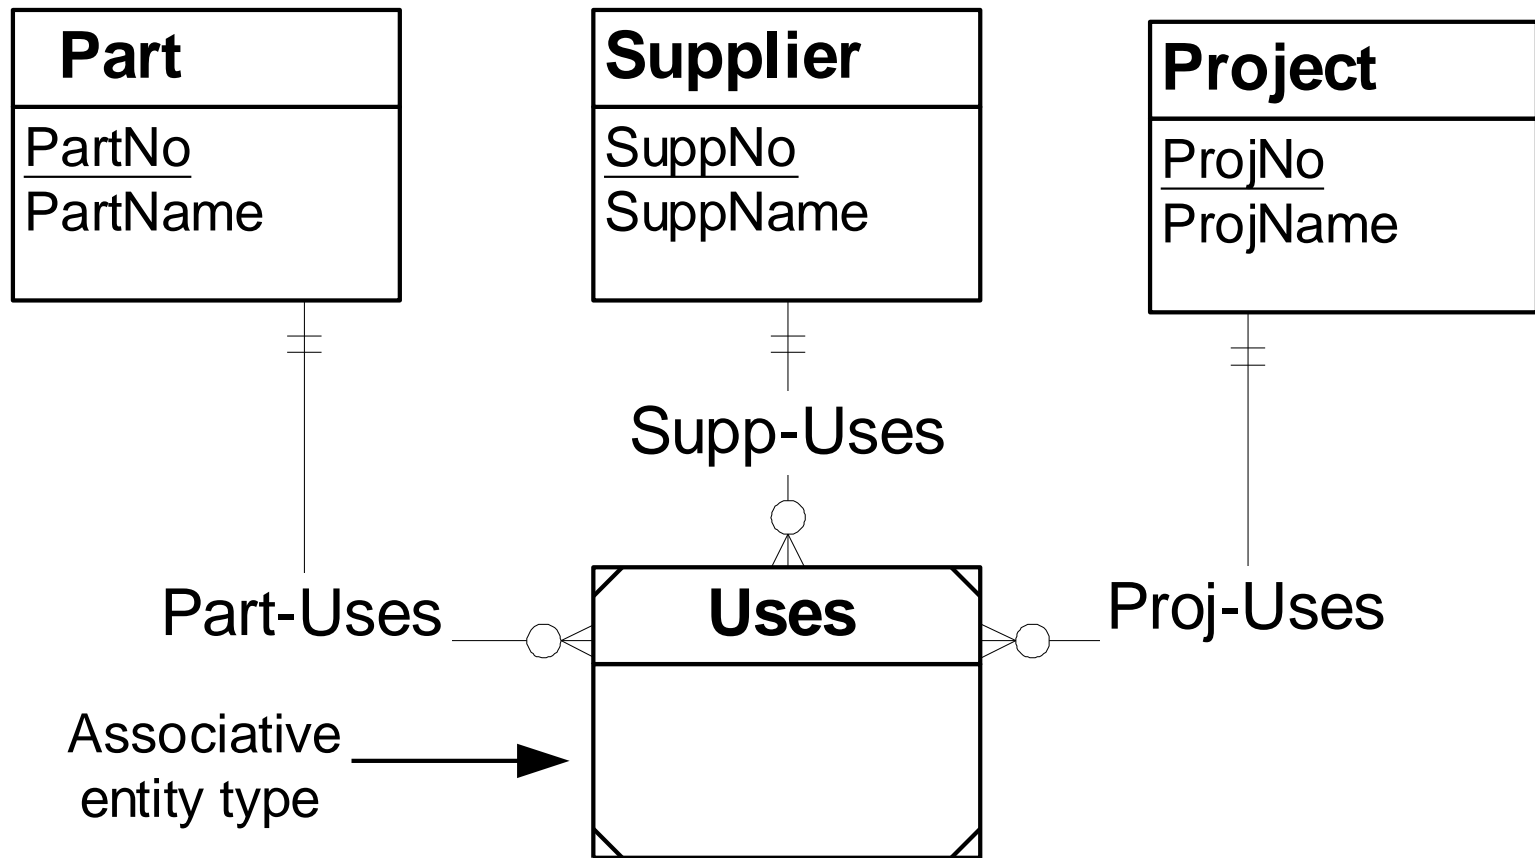 Part
PartNo
PartName
Supplier
SuppNo
SuppName
Project
ProjNo
ProjName
Supp-Uses
Part-Uses
Uses
Proj-Uses
Associative
entity type